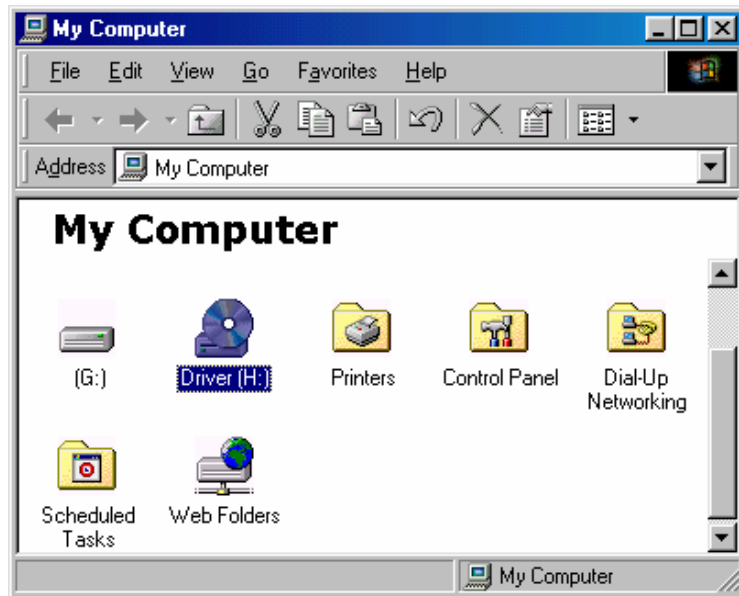 My Computer
File Edit View Go Favorites Help
Address My Computer
My Computer
(G:) Driver (H:) Printers Control Panel Dial-Up
Networking
Scheduled Web Folders
Tasks
My Computer